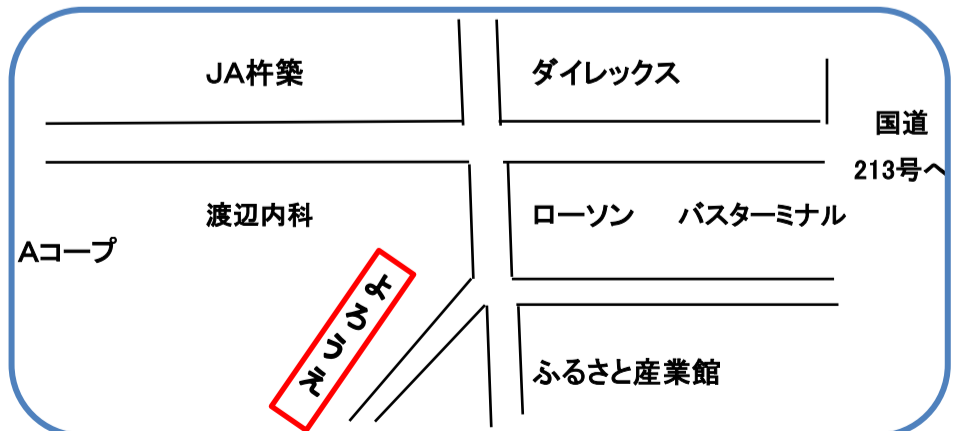 JA杵築
ダイレックス
国道
213号へ
渡辺内科
ローソン
バスターミナル
Aコープ
よろうえ
ふるさと産業館